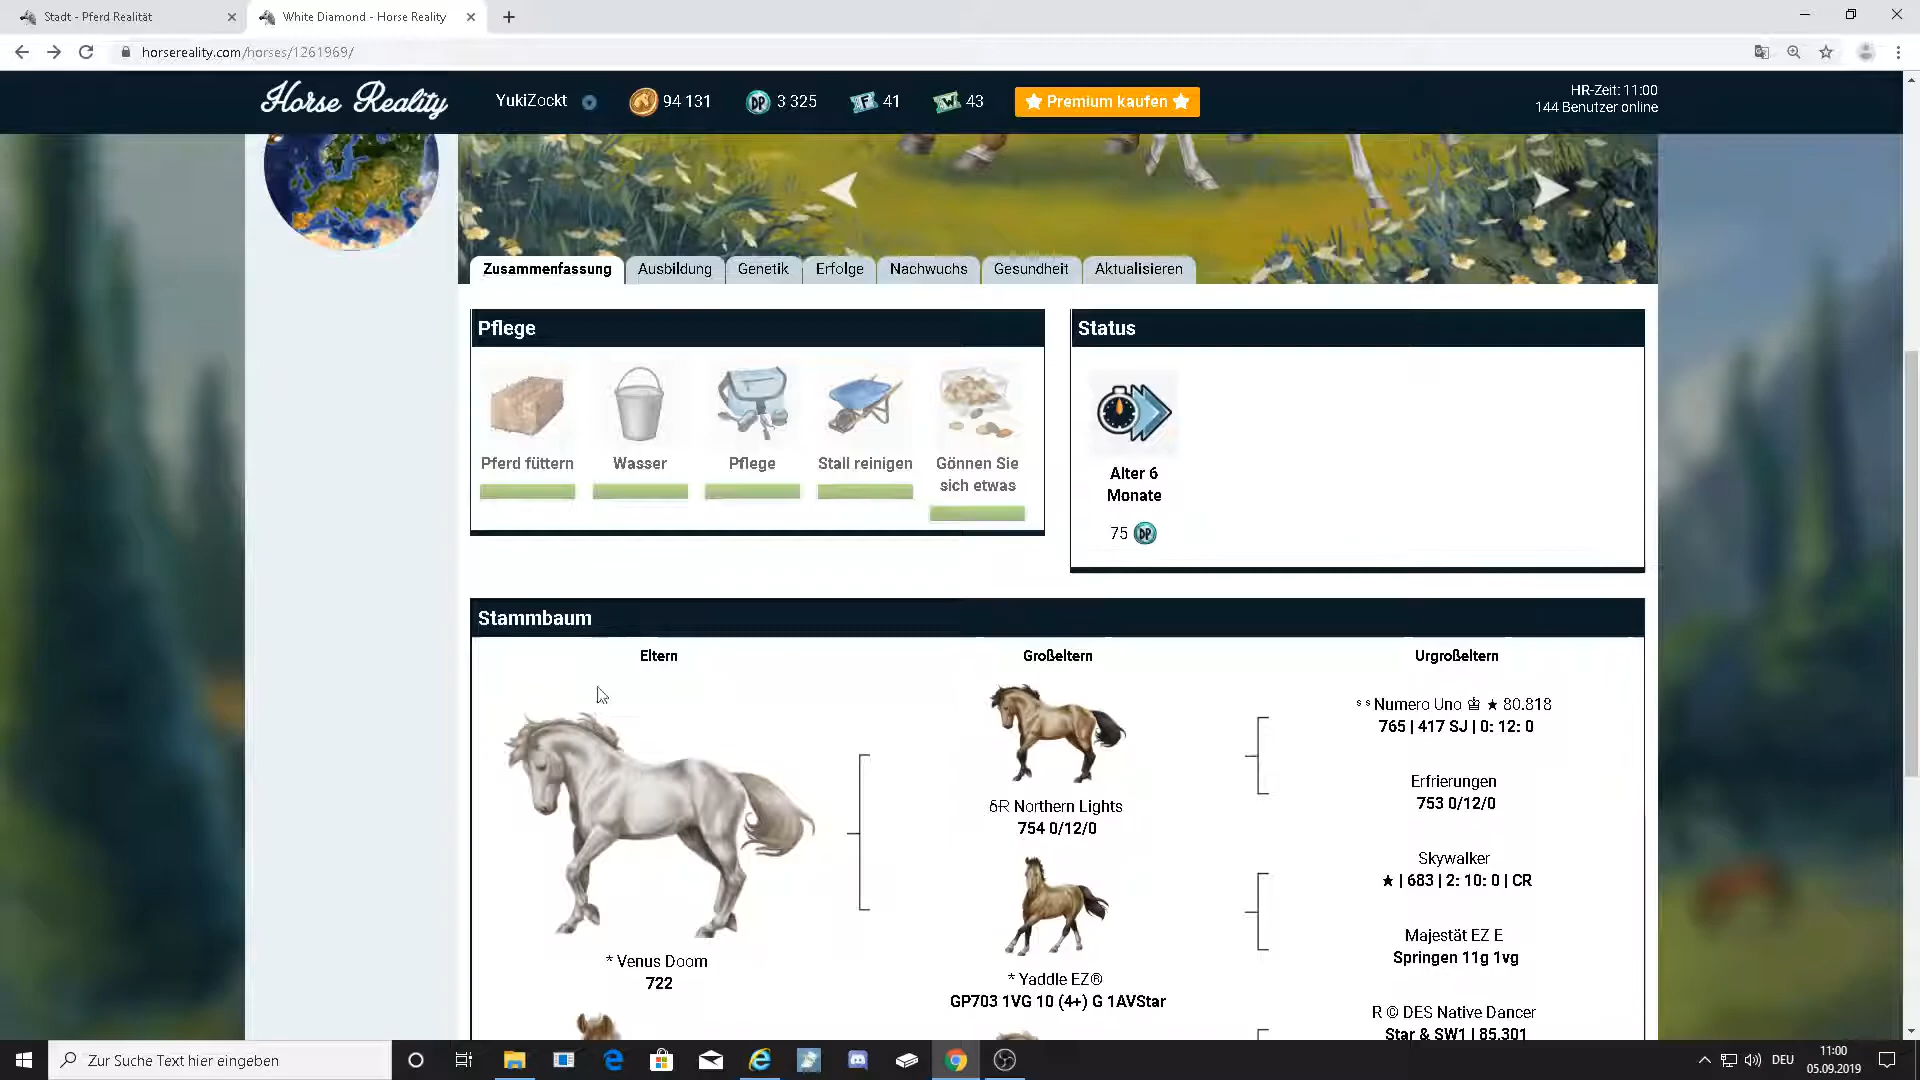 Stadt - Pferd Realität
White Diamond - Horse Reality
horsereality.com/horses/1261969/
Horse Reality
YukiZockt
94 131
DP
3 325
F
41
W
43
Premium kaufen
HR-Zeit: 11:00
144 Benutzer online
Zusammenfassung
Ausbildung
Genetik
Erfolge
Nachwuchs
Gesundheit
Aktualisieren
Pflege
Pferd füttern
Wasser
Pflege
Stall reinigen
Gönnen Sie
sich etwas
Status
Alter 6
Monate
75 DP
Stammbaum
Eltern
Großeltern
Urgroßeltern
* Venus Doom
722
δR Northern Lights
754 0/12/0
* Yaddle EZ®
GP703 1VG 10 (4+) G 1AVStar
ˢ ˢ Numero Uno ♔ ★ 80.818
765 | 417 SJ | 0: 12: 0
Erfrierungen
753 0/12/0
Skywalker
★ | 683 | 2: 10: 0 | CR
Majestät EZ E
Springen 11g 1vg
R © DES Native Dancer
Star & SW1 | 85.301
Zur Suche Text hier eingeben
DEU
11:00
05.09.2019